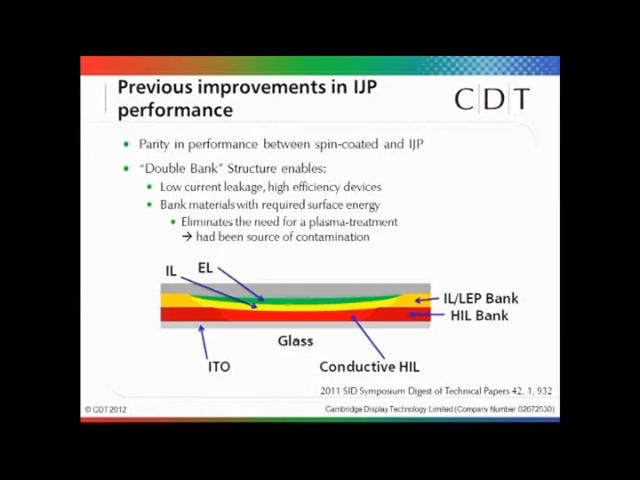 Previous improvements in IJP
performance
C|D|T
Parity in performance between spin-coated and IJP
“Double Bank” Structure enables:
Low current leakage, high efficiency devices
Bank materials with required surface energy
Eliminates the need for a plasma-treatment
→ had been source of contamination
IL
EL
IL/LEP Bank
HIL Bank
Glass
ITO
Conductive HIL
2011 SID Symposium Digest of Technical Papers 42, 1, 932
© CDT 2012
Cambridge Display Technology Limited (Company Number 02672530)